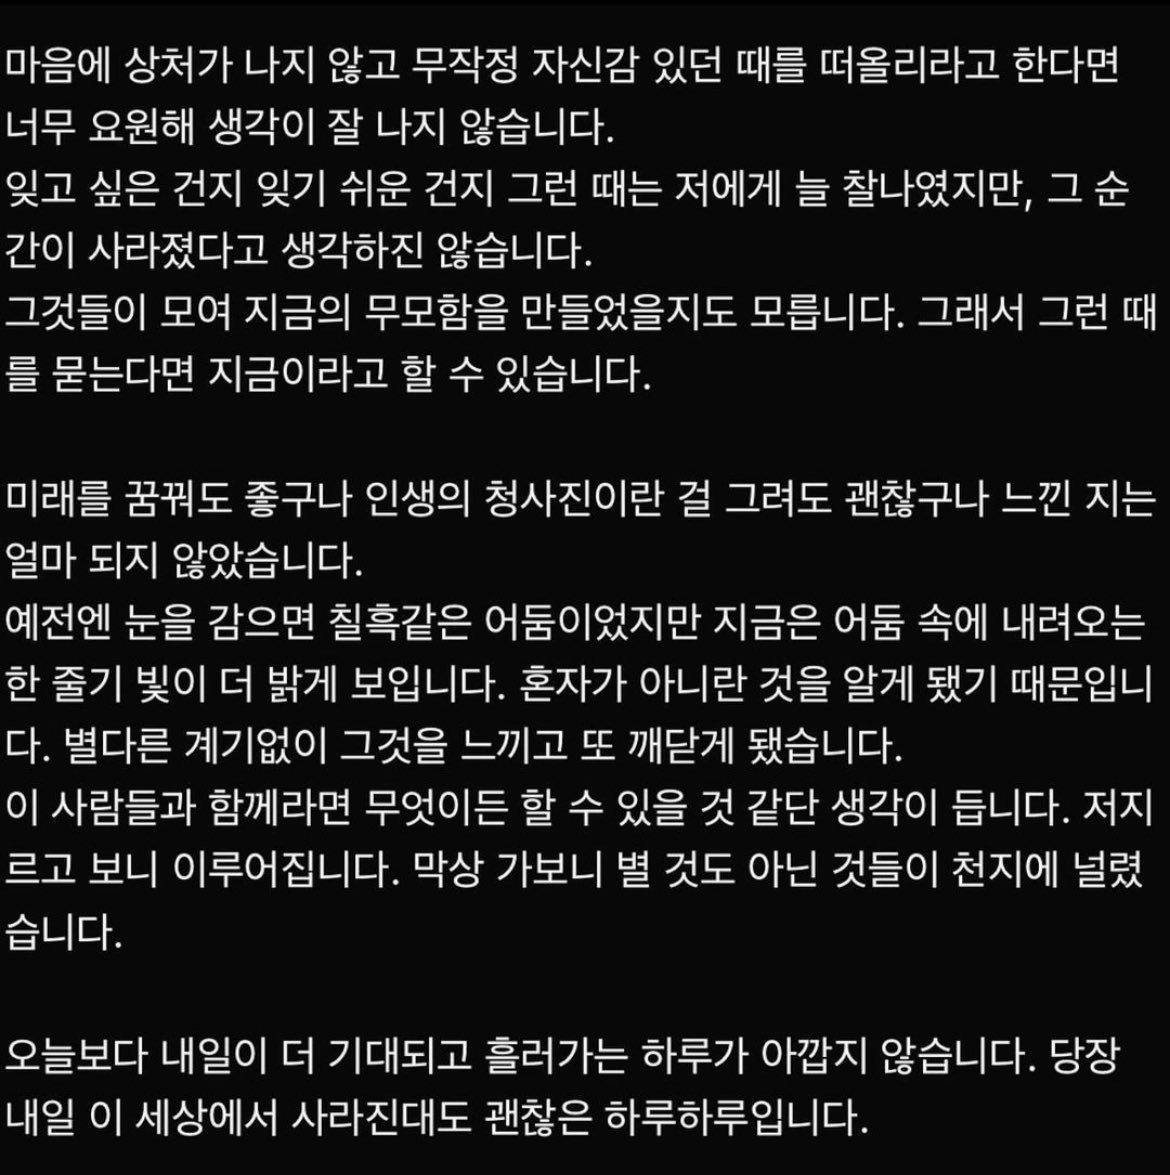 마음에 상처가 나지 않고 무작정 자신감 있던 때를 떠올리라고 한다면
너무 요원해 생각이 잘 나지 않습니다.
잊고 싶은 건지 잊기 쉬운 건지 그런 때는 저에게 늘 찰나였지만, 그 순
간이 사라졌다고 생각하진 않습니다.
그것들이 모여 지금의 무모함을 만들었을지도 모릅니다. 그래서 그런 때
를 묻는다면 지금이라고 할 수 있습니다.
미래를 꿈꿔도 좋구나 인생의 청사진이란 걸 그려도 괜찮구나 느낀 지는
얼마 되지 않았습니다.
예전엔 눈을 감으면 칠흑같은 어둠이었지만 지금은 어둠 속에 내려오는
한 줄기 빛이 더 밝게 보입니다. 혼자가 아니란 것을 알게 됐기 때문입니
다. 별다른 계기없이 그것을 느끼고 또 깨닫게 됐습니다.
이 사람들과 함께라면 무엇이든 할 수 있을 것 같단 생각이 듭니다. 저지
르고 보니 이루어집니다. 막상 가보니 별 것도 아닌 것들이 천지에 널렸
습니다.
오늘보다 내일이 더 기대되고 흘러가는 하루가 아깝지 않습니다. 당장
내일 이 세상에서 사라진대도 괜찮은 하루하루입니다.